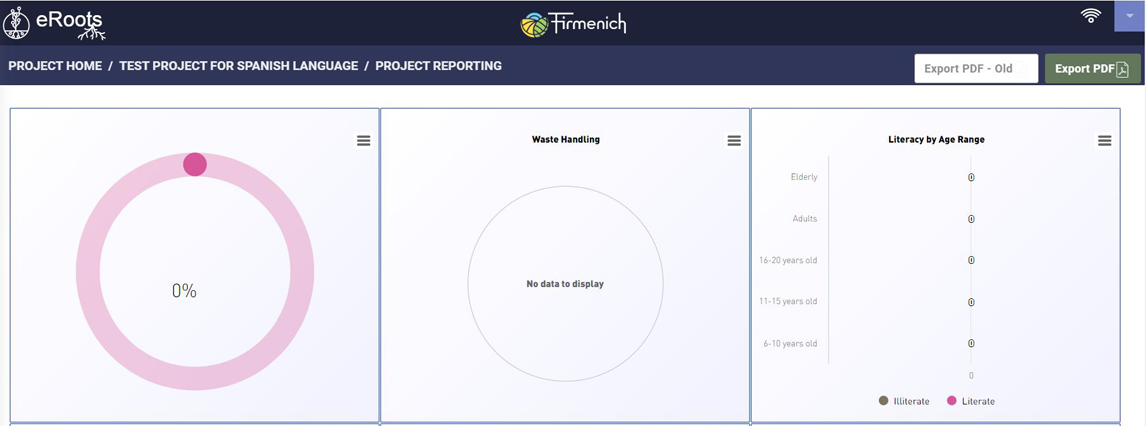 eRoots
Firmenich
PROJECT HOME / TEST PROJECT FOR SPANISH LANGUAGE / PROJECT REPORTING
Export PDF - Old
Export PDF
0%
Waste Handling
No data to display
Literacy by Age Range
Elderly 0
Adults 0
16-20 years old 0
11-15 years old 0
6-10 years old 0
0
Illiterate Literate